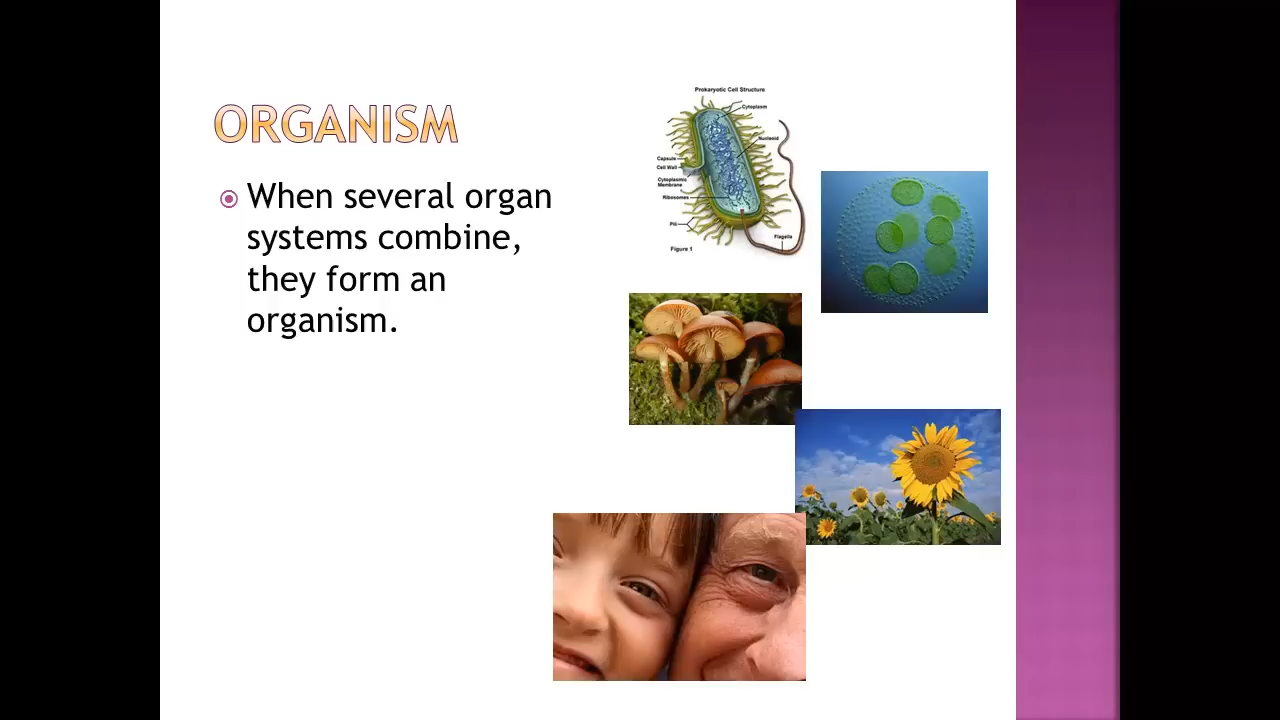 ORGANISM
When several organ
systems combine,
they form an
organism.
Prokaryotic Cell Structure
Cytoplasm
Nucleoid
Capsule
Cell Wall
Cytoplasmic
Membrane
Ribosomes
Pili
Flagella
Figure 1